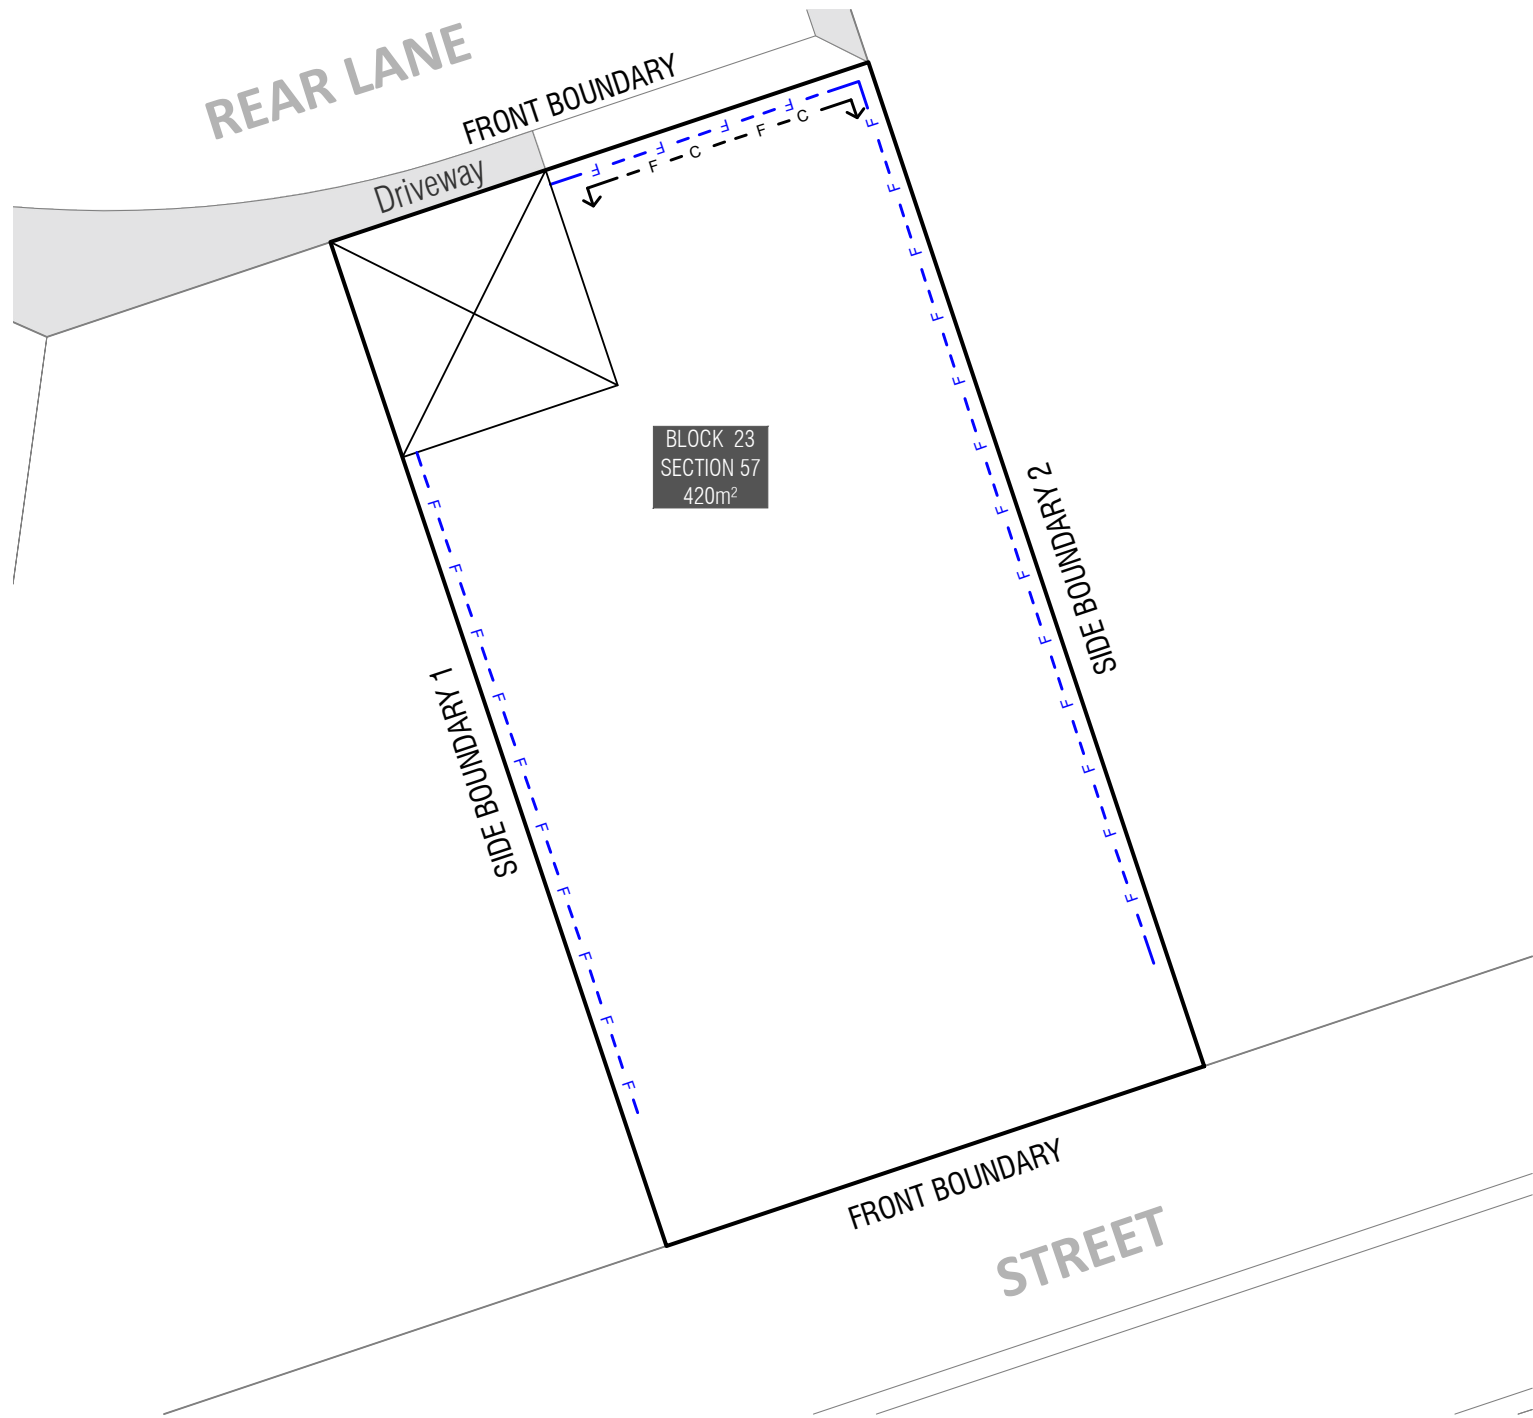 REAR LANE
FRONT BOUNDARY
Driveway
F F F F
F C F C
BLOCK 23
SECTION 57
420m²
SIDE BOUNDARY 2
F F F F F F F F F F F F F
SIDE BOUNDARY 1
F F F F F F F F F F
FRONT BOUNDARY
STREET